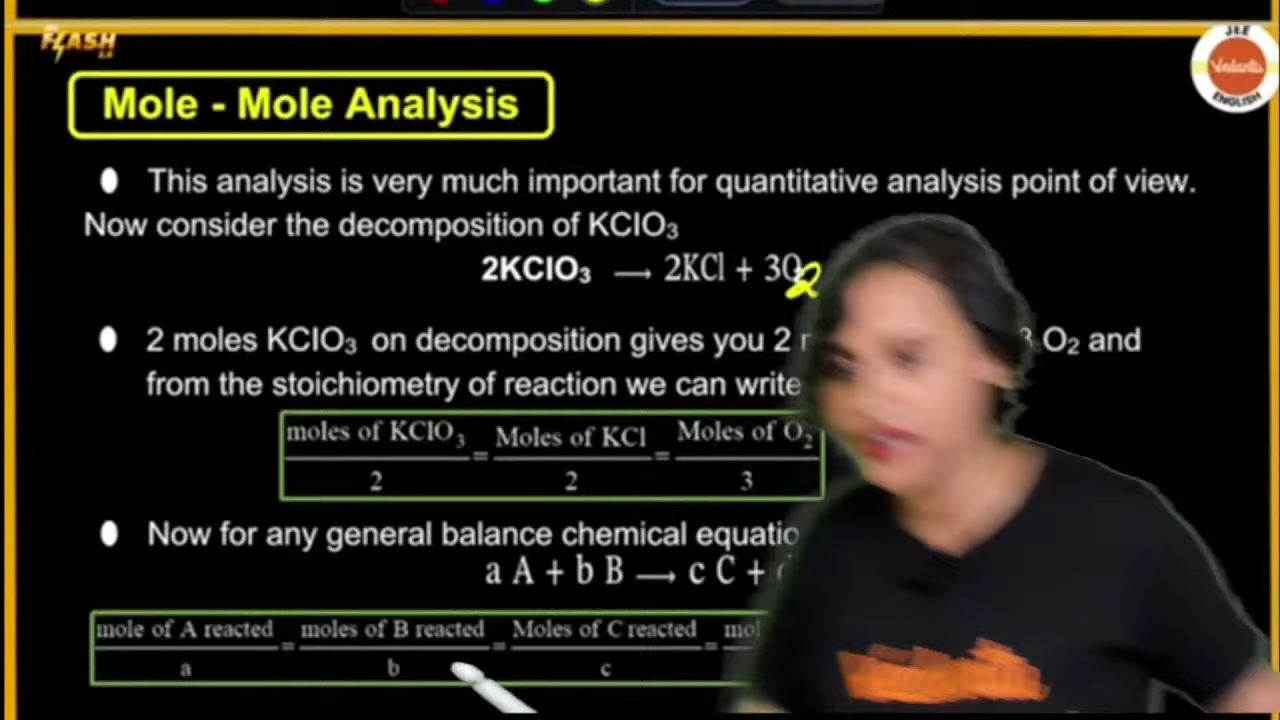 FLASH
JEE
Vedantu
ENGLISH
Mole - Mole Analysis
This analysis is very much important for quantitative analysis point of view.
Now consider the decomposition of KClO₃
2KClO₃ → 2KCl + 3O₂
2 moles KClO₃ on decomposition gives you 2 3 O₂ and
from the stoichiometry of reaction we can write
moles of KClO₃ = Moles of KCl = Moles of O₂
2 2 3
Now for any general balance chemical
a A + b B → c C +
mole of A reacted = moles of B reacted = Moles of C reacted =
a b c